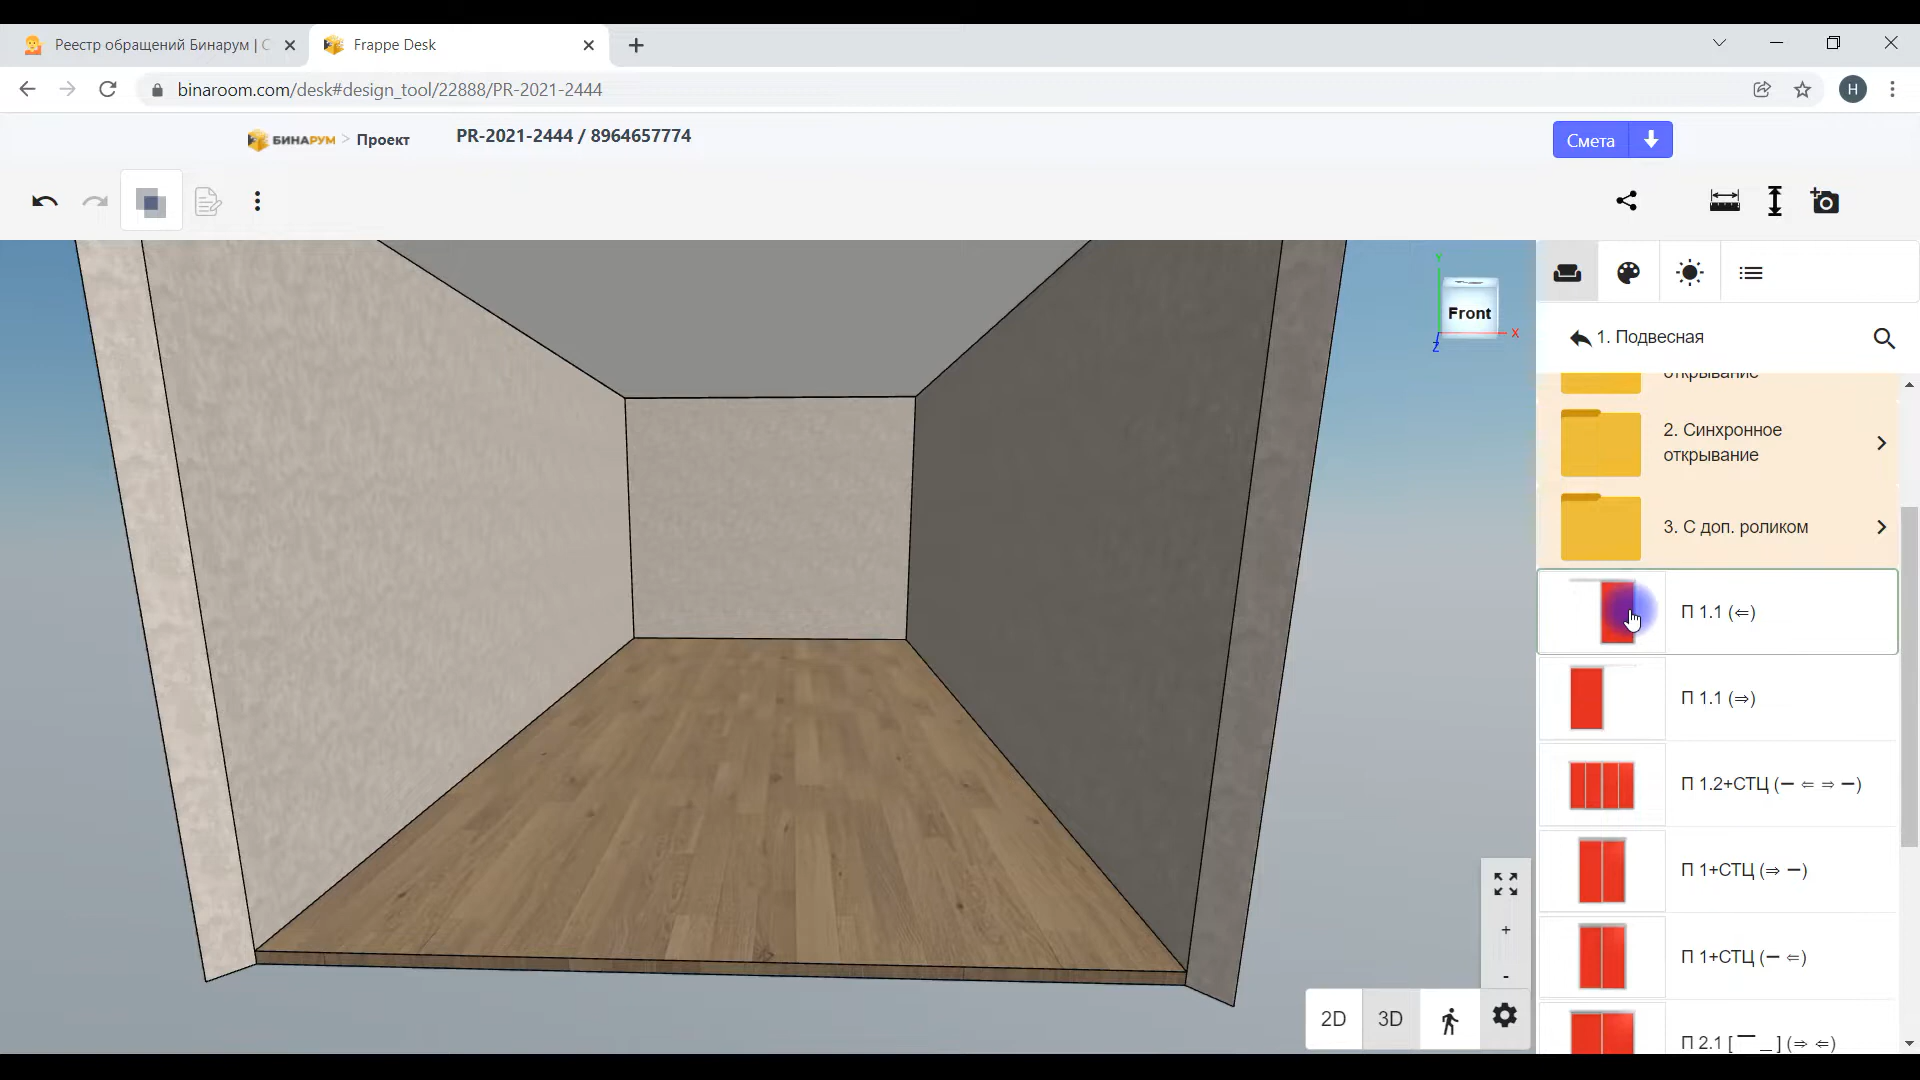 Реестр обращений Бинарум | С
Frappe Desk
binaroom.com/desk#design_tool/22888/PR-2021-2444
H
БИНАРУМ > Проект
PR-2021-2444 / 8964657774
Смета
Y
Front
X
Z
1. Подвесная
открывание
2. Синхронное
открывание
3. С доп. роликом
П 1.1 (⇐)
П 1.1 (⇒)
П 1.2+СТЦ (— ⇐ ⇒ —)
П 1+СТЦ (⇒ —)
П 1+СТЦ (— ⇐)
П 2.1 [ ¯ _ ] (⇒ ⇐)
+
-
2D
3D